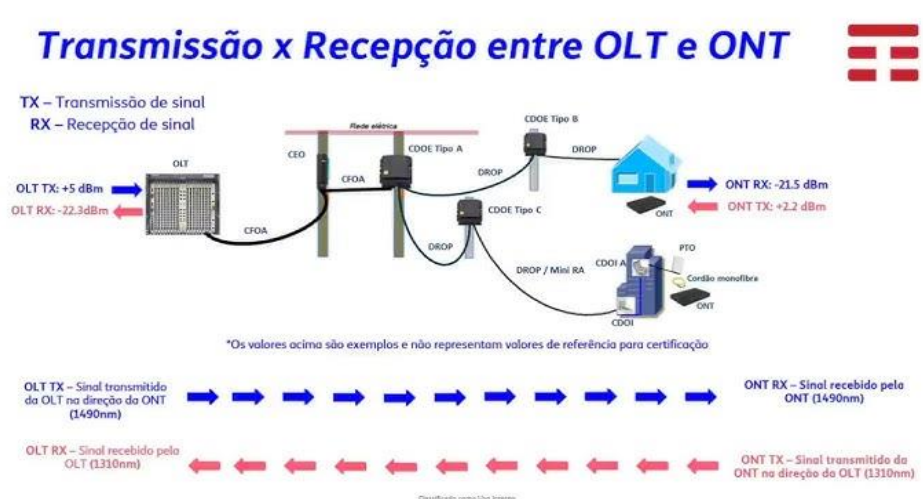 Transmissão x Recepção entre OLT e ONT
TX – Transmissão de sinal
RX – Recepção de sinal
Rede elétrica
CDOE Tipo B
CEO
CDOE Tipo A
DROP
OLT
CFOA
DROP
OLT TX: +5 dBm
ONT RX: -21.5 dBm
OLT RX: -22.3dBm
CDOE Tipo C
ONT
ONT TX: +2.2 dBm
CFOA
DROP
PTO
DROP / Mini RA
CDOI A
Cordão monofibra
ONT
CDOI
*Os valores acima são exemplos e não representam valores de referência para certificação
OLT TX – Sinal transmitido
da OLT na direção da ONT
(1490nm)
ONT RX – Sinal recebido pela
ONT (1490nm)
OLT RX – Sinal recebido pela
OLT (1310nm)
ONT TX – Sinal transmitido da
ONT na direção da OLT (1310nm)
Classificado como Uso Interno